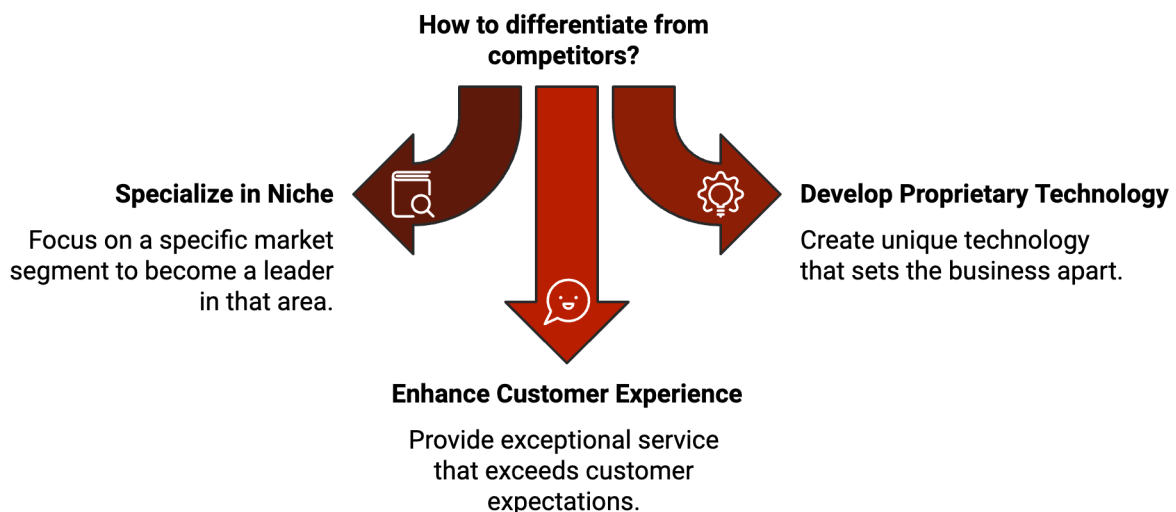 How to differentiate from
competitors?
Specialize in Niche
Focus on a specific market
segment to become a leader
in that area.
Develop Proprietary Technology
Create unique technology
that sets the business apart.
Enhance Customer Experience
Provide exceptional service
that exceeds customer
expectations.